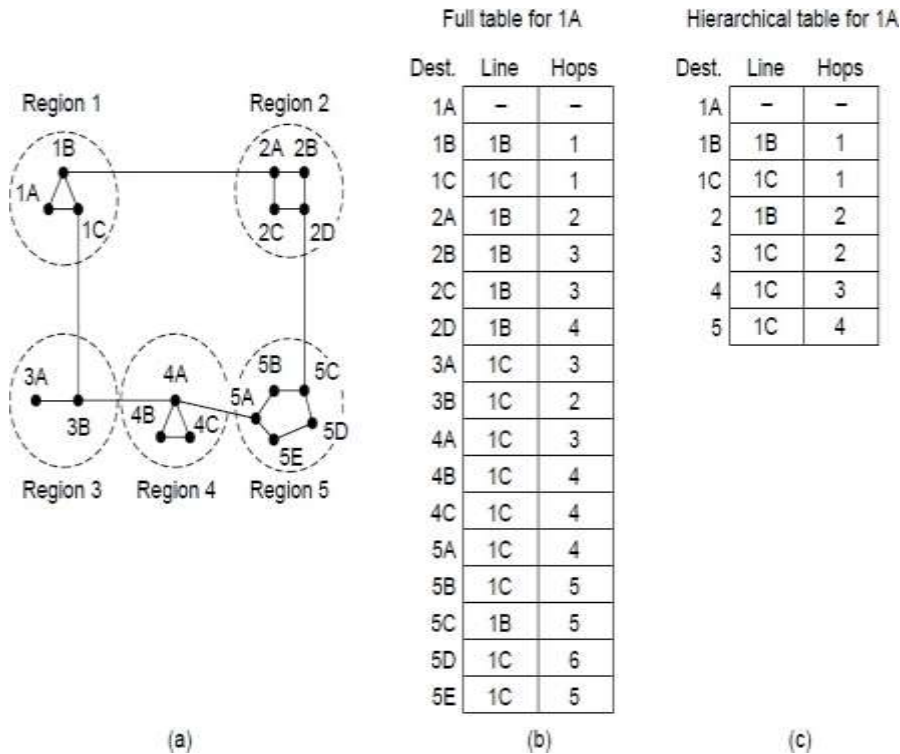 Full table for 1A
Hierarchical table for 1A
Dest. Line Hops
Dest. Line Hops
Region 1
Region 2
1B
1A
1C
2A 2B
2C 2D
3A
3B
4A
4B
4C
5B
5C
5A
5D
5E
Region 3
Region 4
Region 5
1A – –
1B 1B 1
1C 1C 1
2A 1B 2
2B 1B 3
2C 1B 3
2D 1B 4
3A 1C 3
3B 1C 2
4A 1C 3
4B 1C 4
4C 1C 4
5A 1C 4
5B 1C 5
5C 1B 5
5D 1C 6
5E 1C 5
1A – –
1B 1B 1
1C 1C 1
2 1B 2
3 1C 2
4 1C 3
5 1C 4
(a)
(b)
(c)